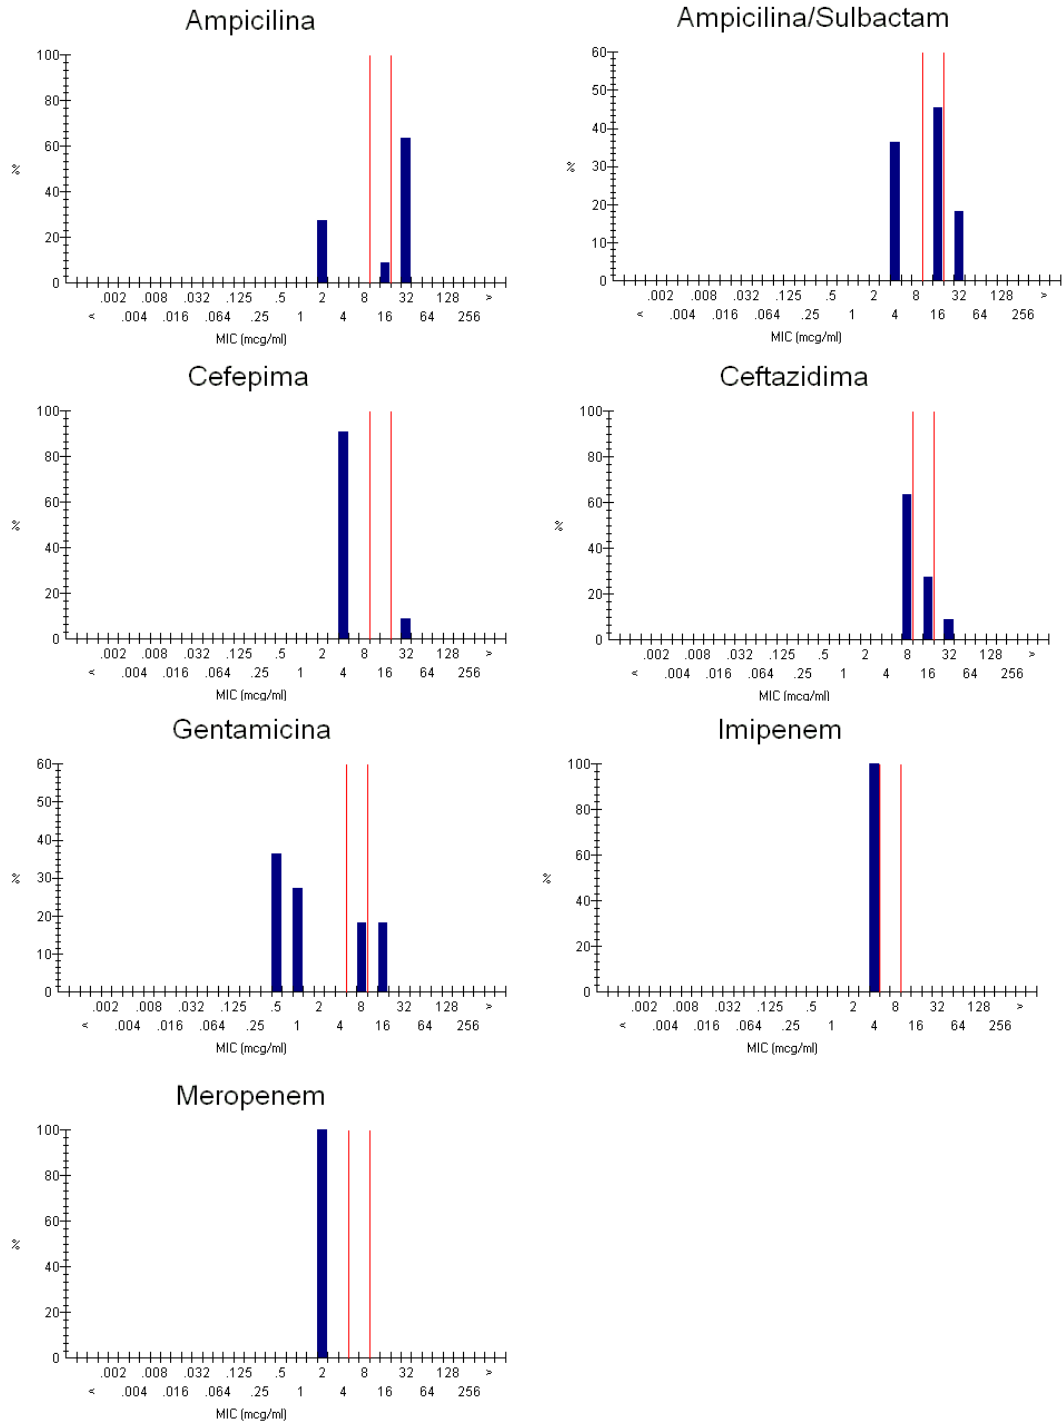 Ampicilina
100
80
60
40
20
0
%
.002 .008 .032 .125 .5 2 8 32 128 >
< .004 .016 .064 .25 1 4 16 64 256
MIC (mcg/ml)
Ampicilina/Sulbactam
60
50
40
30
20
10
0
%
.002 .008 .032 .125 .5 2 8 32 128 >
< .004 .016 .064 .25 1 4 16 64 256
MIC (mcg/ml)
Cefepima
100
80
60
40
20
0
%
.002 .008 .032 .125 .5 2 8 32 128 >
< .004 .016 .064 .25 1 4 16 64 256
MIC (mcg/ml)
Ceftazidima
100
80
60
40
20
0
%
.002 .008 .032 .125 .5 2 8 32 128 >
< .004 .016 .064 .25 1 4 16 64 256
MIC (mcg/ml)
Gentamicina
60
50
40
30
20
10
0
%
.002 .008 .032 .125 .5 2 8 32 128 >
< .004 .016 .064 .25 1 4 16 64 256
MIC (mcg/ml)
Imipenem
100
80
60
40
20
0
%
.002 .008 .032 .125 .5 2 8 32 128 >
< .004 .016 .064 .25 1 4 16 64 256
MIC (mcg/ml)
Meropenem
100
80
60
40
20
0
%
.002 .008 .032 .125 .5 2 8 32 128 >
< .004 .016 .064 .25 1 4 16 64 256
MIC (mcg/ml)